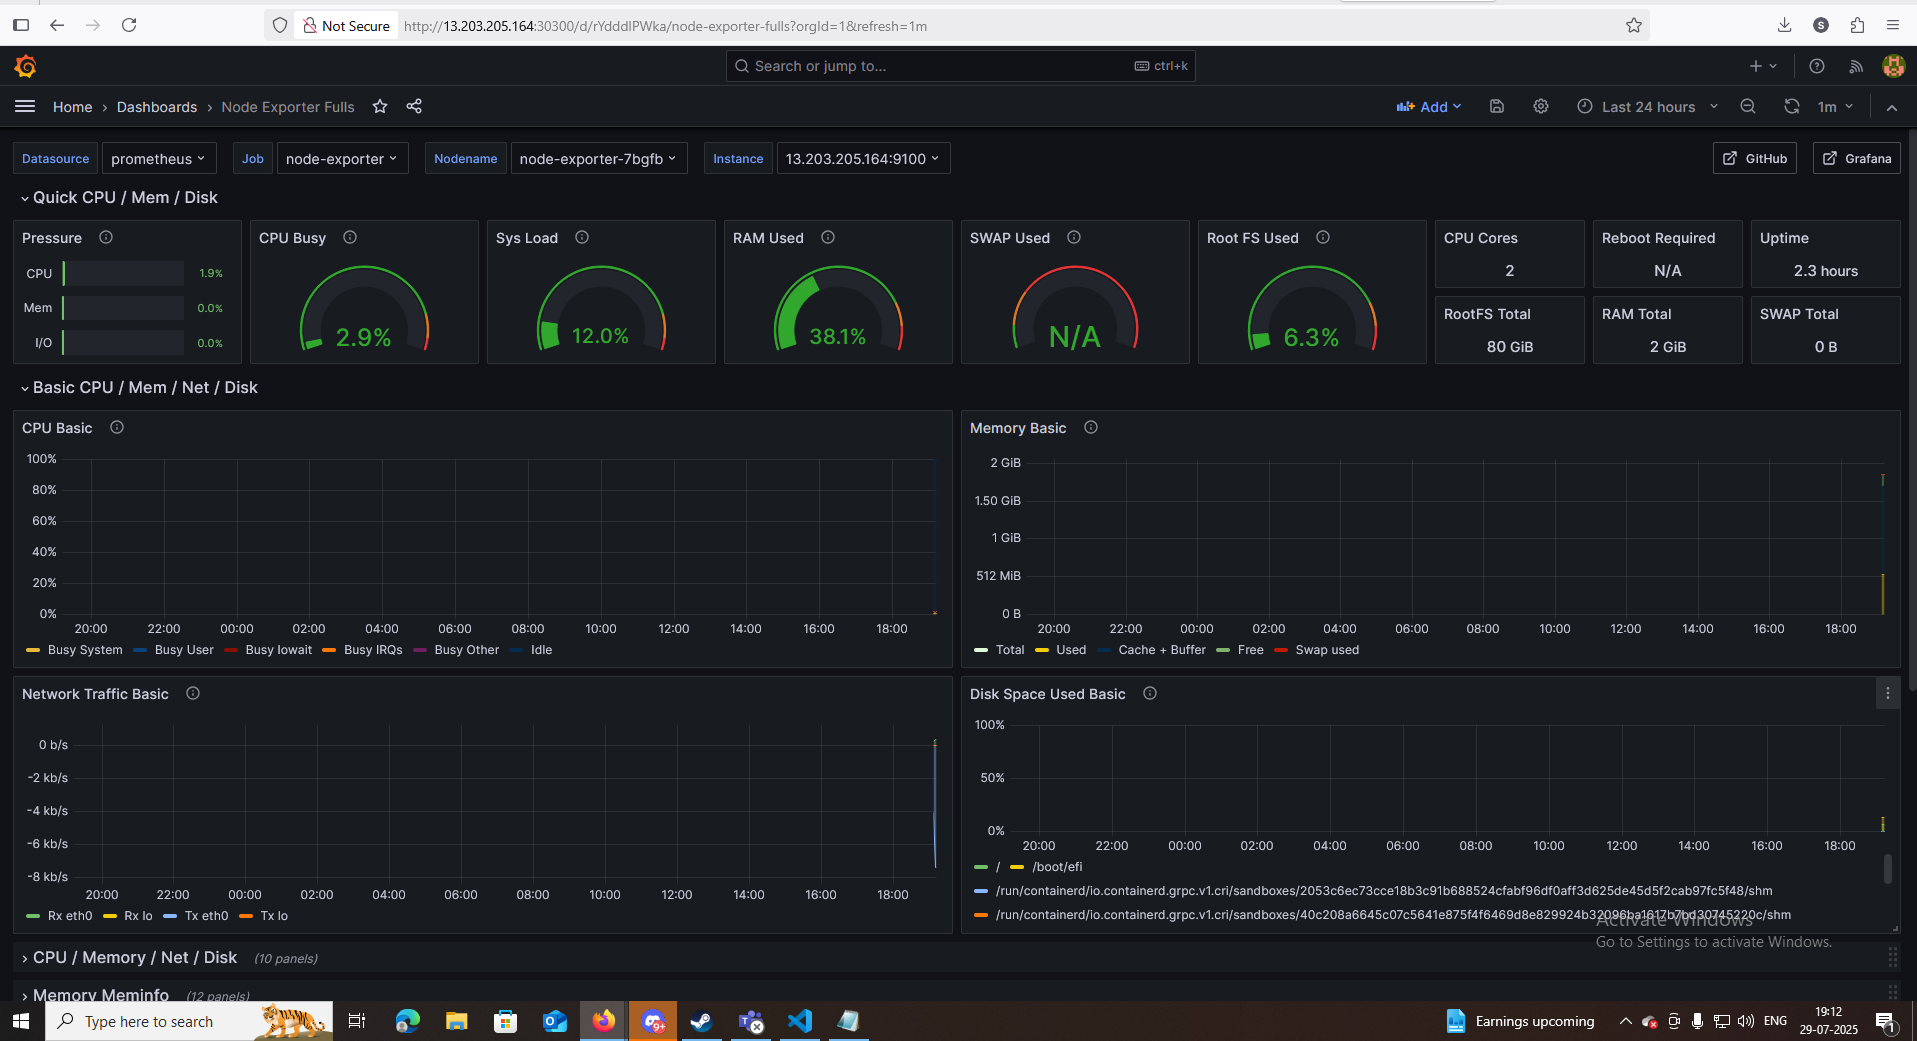 Not Secure http://13.203.205.164:30300/d/rYdddlPWka/node-exporter-fulls?orgId=1&refresh=1m S
Search or jump to... ctrl+k
Home › Dashboards › Node Exporter Fulls Add Last 24 hours 1m
Datasource prometheus Job node-exporter Nodename node-exporter-7bgfb Instance 13.203.205.164:9100 GitHub Grafana
Quick CPU / Mem / Disk
Pressure
CPU 1.9%
Mem 0.0%
I/O 0.0%
CPU Busy
2.9%
Sys Load
12.0%
RAM Used
38.1%
SWAP Used
N/A
Root FS Used
6.3%
CPU Cores
2
Reboot Required
N/A
Uptime
2.3 hours
RootFS Total
80 GiB
RAM Total
2 GiB
SWAP Total
0 B
Basic CPU / Mem / Net / Disk
CPU Basic
100%
80%
60%
40%
20%
0%
20:00 22:00 00:00 02:00 04:00 06:00 08:00 10:00 12:00 14:00 16:00 18:00
Busy System Busy User Busy Iowait Busy IRQs Busy Other Idle
Memory Basic
2 GiB
1.50 GiB
1 GiB
512 MiB
0 B
20:00 22:00 00:00 02:00 04:00 06:00 08:00 10:00 12:00 14:00 16:00 18:00
Total Used Cache + Buffer Free Swap used
Network Traffic Basic
0 b/s
-2 kb/s
-4 kb/s
-6 kb/s
-8 kb/s
20:00 22:00 00:00 02:00 04:00 06:00 08:00 10:00 12:00 14:00 16:00 18:00
Rx eth0 Rx lo Tx eth0 Tx lo
Disk Space Used Basic
100%
50%
0%
20:00 22:00 00:00 02:00 04:00 06:00 08:00 10:00 12:00 14:00 16:00 18:00
/ /boot/efi
/run/containerd/io.containerd.grpc.v1.cri/sandboxes/2053c6ec73cce18b3c91b688524cfabf96df0aff3d625de45d5f2cab97fc5f48/shm
/run/containerd/io.containerd.grpc.v1.cri/sandboxes/40c208a6645c07c5641e875f4f6469d8e829924b32096ba1617b7bd30745220c/shm
Activate Windows
Go to Settings to activate Windows.
CPU / Memory / Net / Disk (10 panels)
Memory Meminfo (12 panels)
Type here to search 9+ Earnings upcoming ENG 19:12
29-07-2025 1